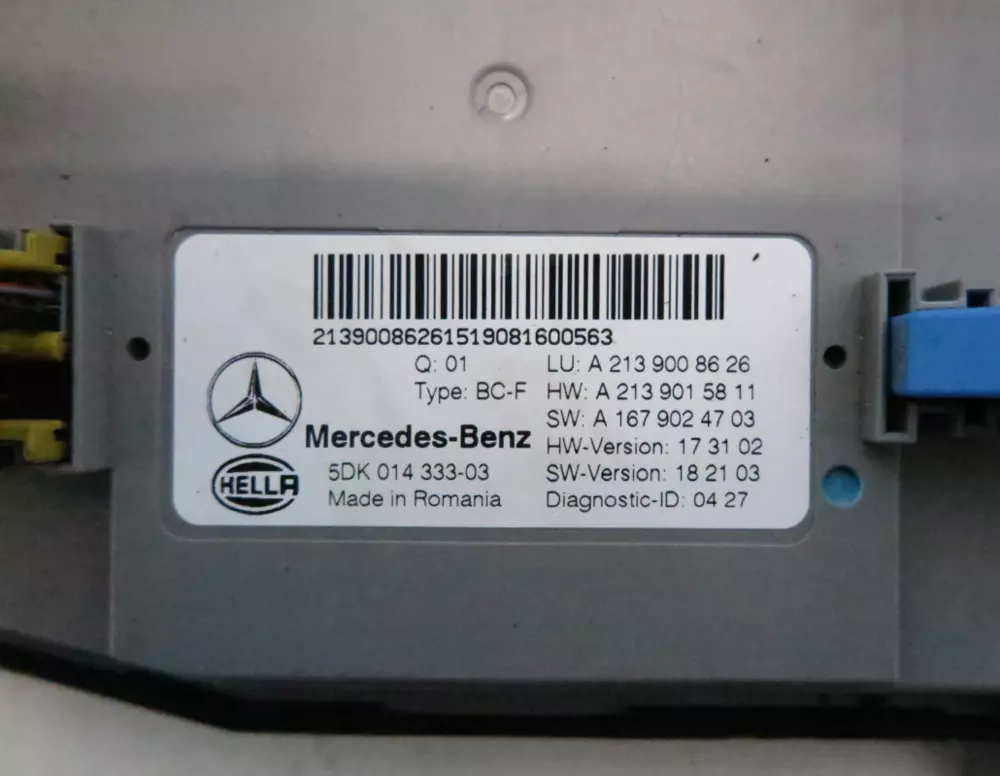 21390086261519081600563
Q: 01
Type: BC-F
LU: A 213 900 86 26
HW: A 213 901 58 11
SW: A 167 902 47 03
HW-Version: 17 31 02
SW-Version: 18 21 03
Diagnostic-ID: 04 27
Mercedes-Benz
HELLA
5DK 014 333-03
Made in Romania